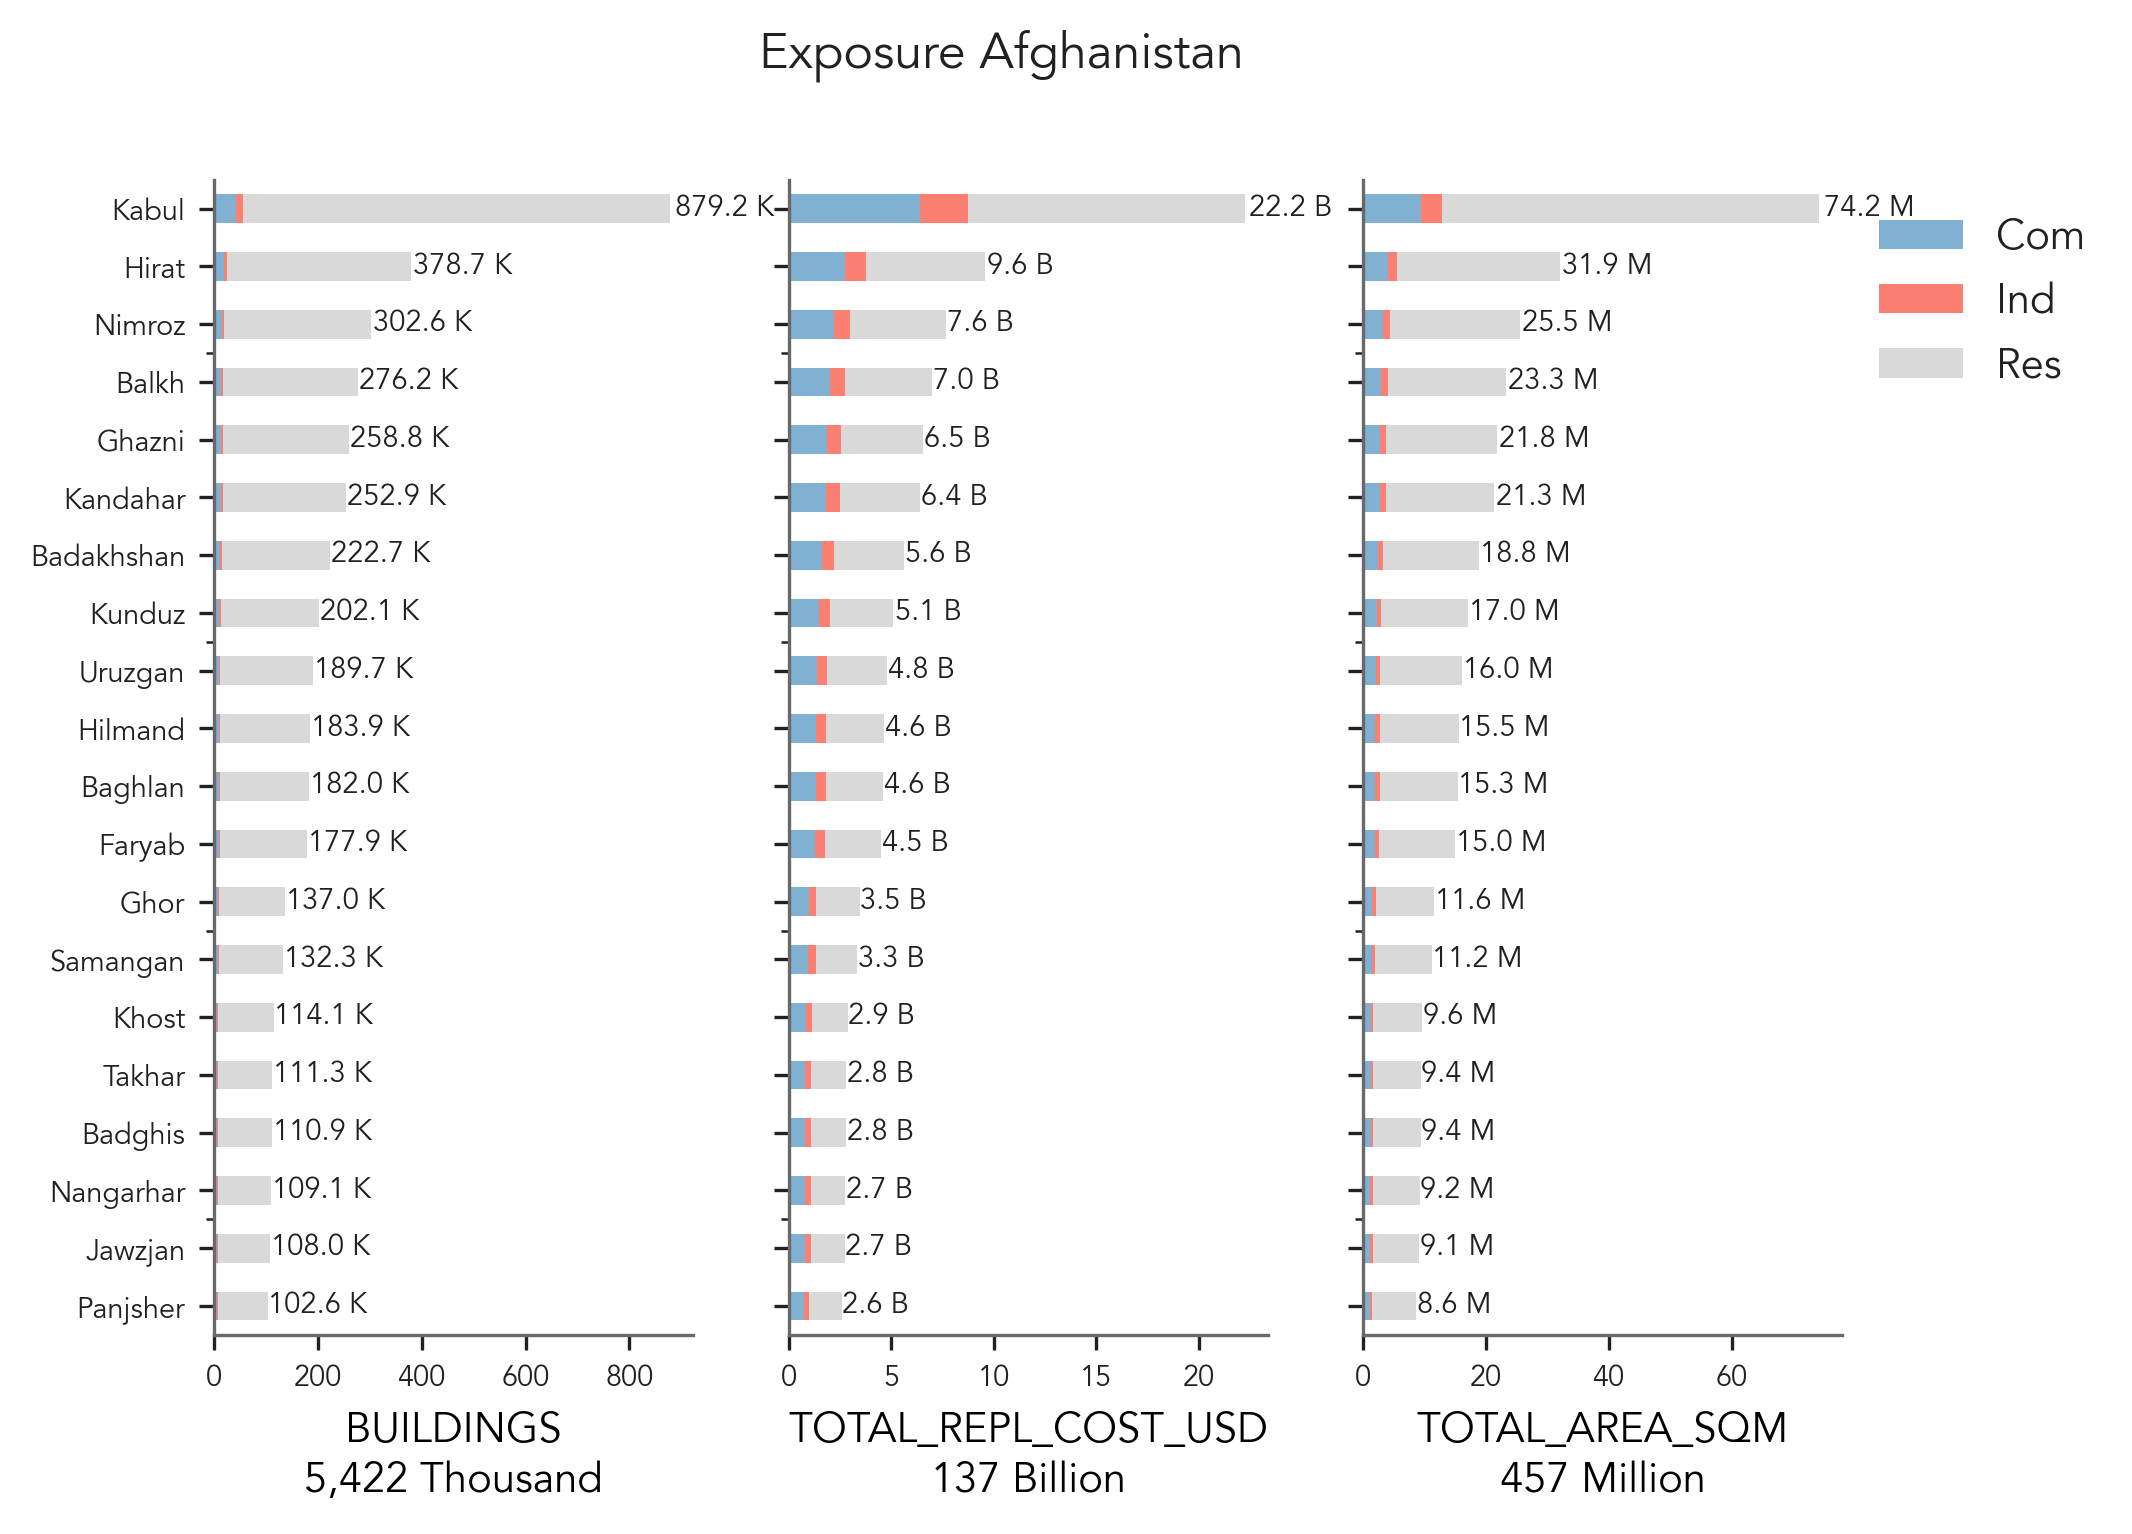 Exposure Afghanistan
Kabul 879.2 K 22.2 B 74.2 M
Hirat 378.7 K 9.6 B 31.9 M
Nimroz 302.6 K 7.6 B 25.5 M
Balkh 276.2 K 7.0 B 23.3 M
Ghazni 258.8 K 6.5 B 21.8 M
Kandahar 252.9 K 6.4 B 21.3 M
Badakhshan 222.7 K 5.6 B 18.8 M
Kunduz 202.1 K 5.1 B 17.0 M
Uruzgan 189.7 K 4.8 B 16.0 M
Hilmand 183.9 K 4.6 B 15.5 M
Baghlan 182.0 K 4.6 B 15.3 M
Faryab 177.9 K 4.5 B 15.0 M
Ghor 137.0 K 3.5 B 11.6 M
Samangan 132.3 K 3.3 B 11.2 M
Khost 114.1 K 2.9 B 9.6 M
Takhar 111.3 K 2.8 B 9.4 M
Badghis 110.9 K 2.8 B 9.4 M
Nangarhar 109.1 K 2.7 B 9.2 M
Jawzjan 108.0 K 2.7 B 9.1 M
Panjsher 102.6 K 2.6 B 8.6 M
0 200 400 600 800 0 5 10 15 20 0 20 40 60
BUILDINGS TOTAL_REPL_COST_USD TOTAL_AREA_SQM
5,422 Thousand 137 Billion 457 Million
Com
Ind
Res